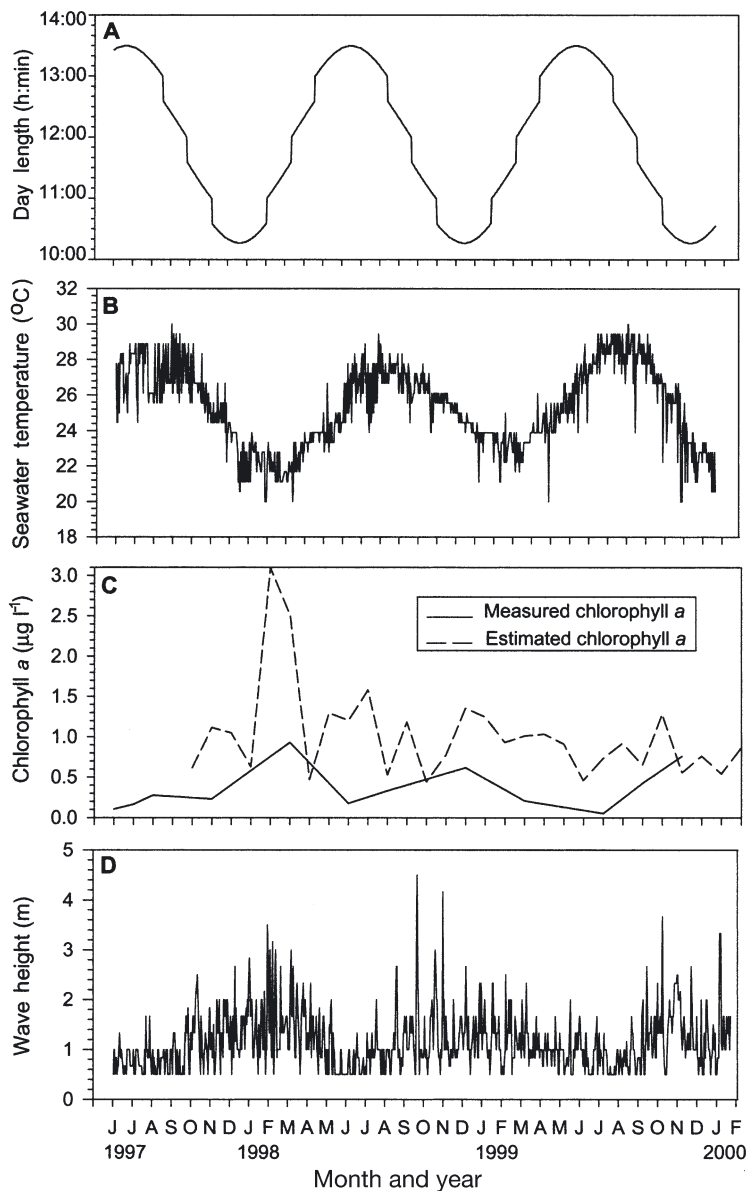 A
Day length (h:min)
14:00
13:00
12:00
11:00
10:00
B
Seawater temperature (ºC)
32
30
28
26
24
22
20
18
C
Chlorophyll a (µg l-1)
3.0
2.5
2.0
1.5
1.0
0.5
0.0
Measured chlorophyll a
Estimated chlorophyll a
D
Wave height (m)
5
4
3
2
1
0
J J A S O N D J F M A M J J A S O N D J F M A M J J A S O N D J F
1997 1998 1999 2000
Month and year